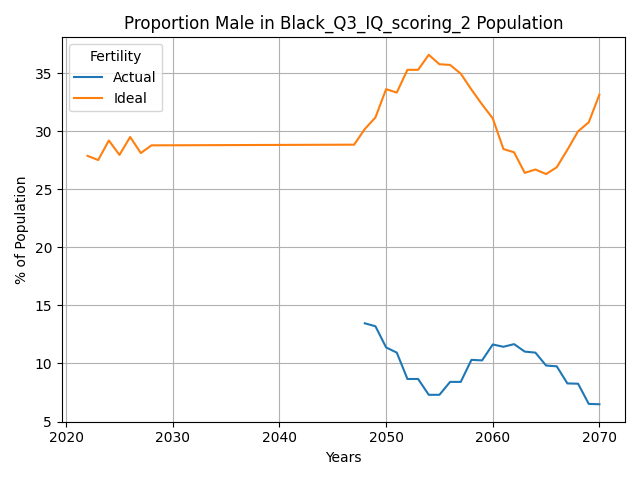 Proportion Male in Black_Q3_IQ_scoring_2 Population
Fertility
Actual
Ideal
% of Population
35
30
25
20
15
10
5
2020 2030 2040 2050 2060 2070
Years